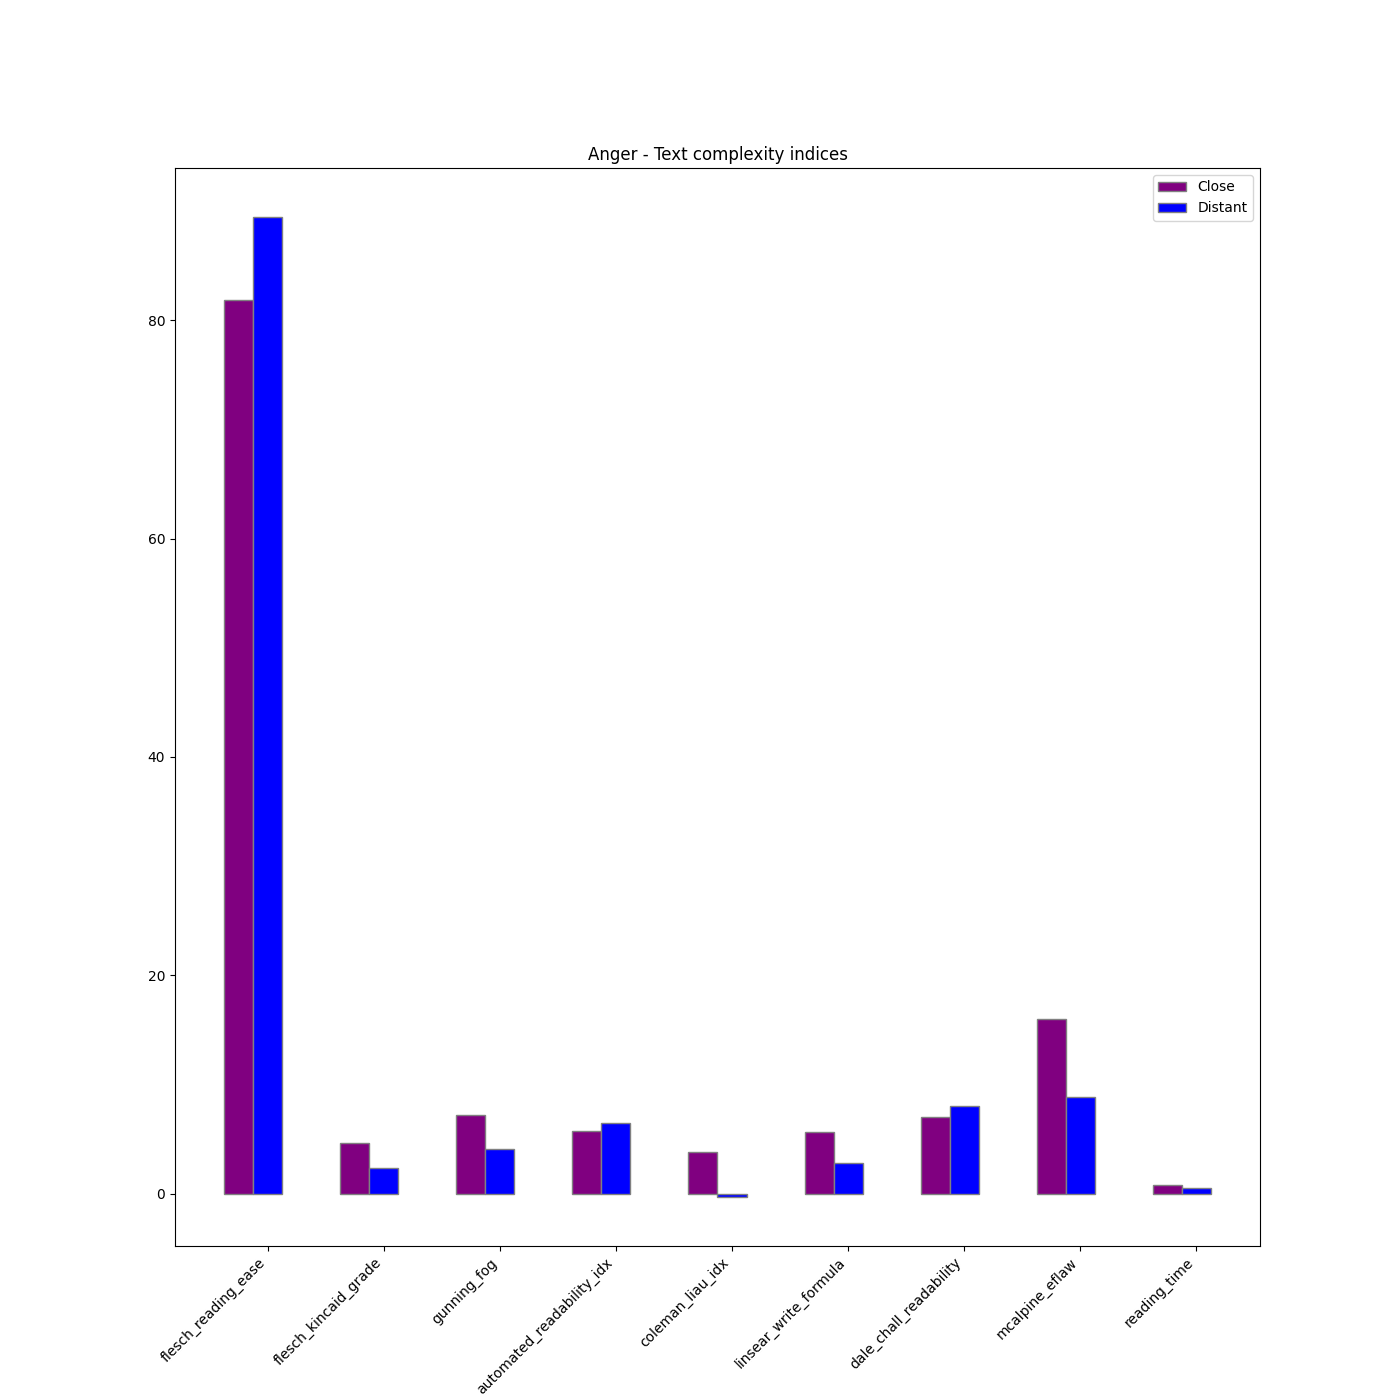 Anger - Text complexity indices
Close
Distant
80
60
40
20
0
flesch_reading_ease
flesch_kincaid_grade
gunning_fog
automated_readability_idx
coleman_liau_idx
linsear_write_formula
dale_chall_readability
mcalpine_eflaw
reading_time